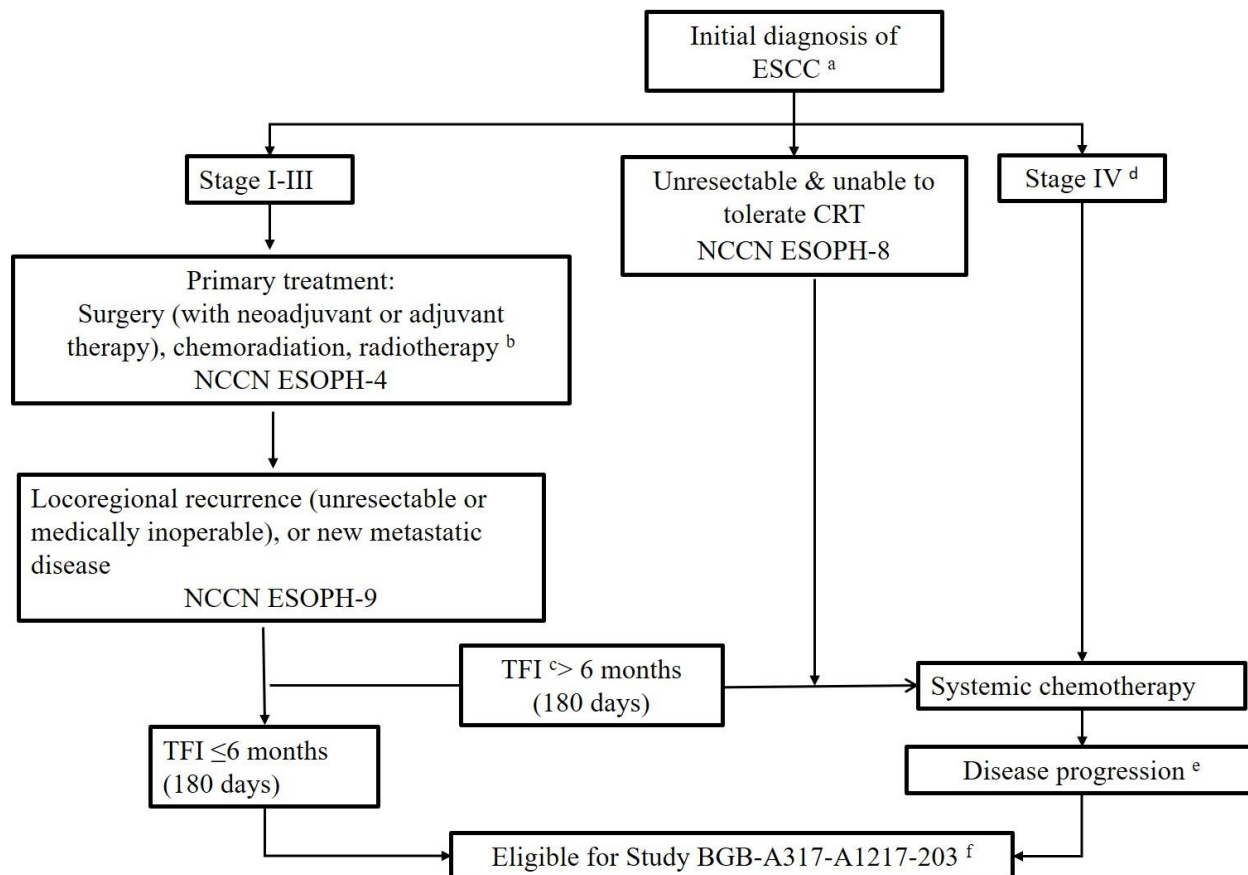 Initial diagnosis of
ESCC ᵃ
Stage I-III
Unresectable & unable to
tolerate CRT
NCCN ESOPH-8
Stage IV ᵈ
Primary treatment:
Surgery (with neoadjuvant or adjuvant
therapy), chemoradiation, radiotherapy ᵇ
NCCN ESOPH-4
Locoregional recurrence (unresectable or
medically inoperable), or new metastatic
disease
NCCN ESOPH-9
TFI ᶜ> 6 months
(180 days)
Systemic chemotherapy
TFI ≤6 months
(180 days)
Disease progression ᵉ
Eligible for Study BGB-A317-A1217-203 ᶠ